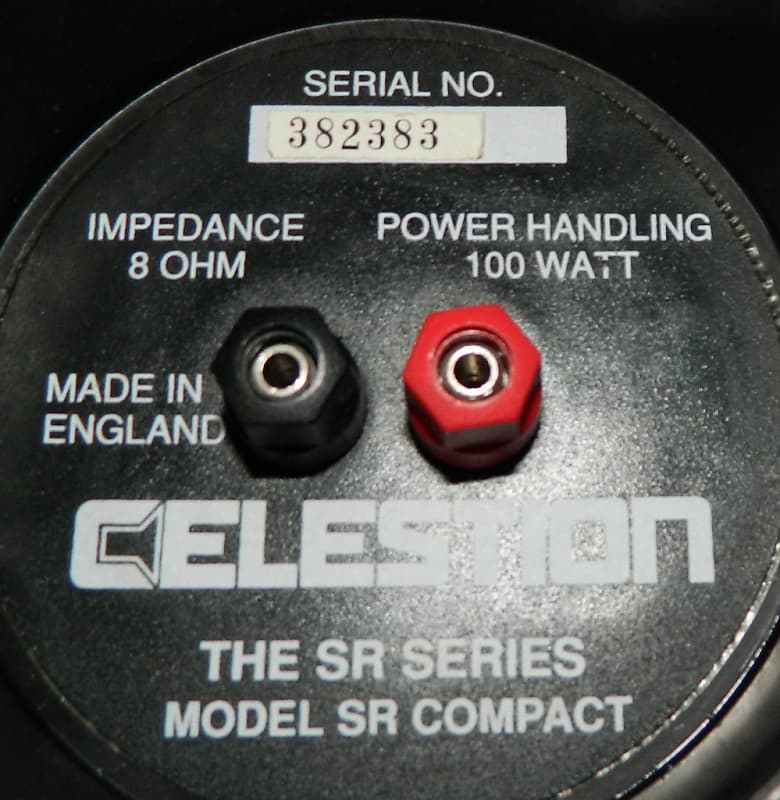 SERIAL NO.
382383
IMPEDANCE
8 OHM
POWER HANDLING
100 WATT
MADE IN
ENGLAND
CELESTION
THE SR SERIES
MODEL SR COMPACT